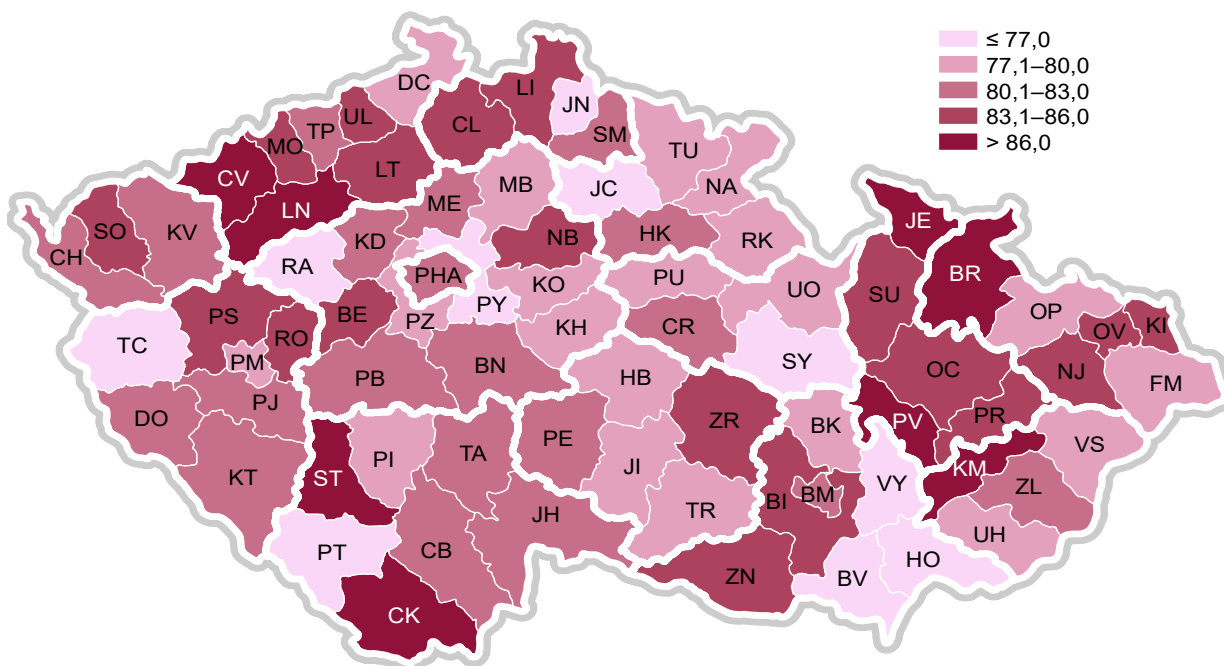 ≤ 77,0
77,1–80,0
80,1–83,0
83,1–86,0
> 86,0
DC
LI
JN
UL
TP
CL
SM
MO
TU
CV
LT
MB
JC
NA
LN
ME
SO
KV
NB
HK
RK
JE
CH
KD
RA
PHA
KO
PU
UO
SU
BR
PS
BE
PY
OP
KI
TC
RO
PZ
KH
CR
OV
PM
BN
SY
OC
NJ
FM
PJ
PB
HB
DO
ZR
BK
PV
PR
VS
KT
ST
PI
TA
PE
JI
KM
ZL
BI
BM
VY
TR
JH
UH
PT
CB
HO
ZN
BV
CK